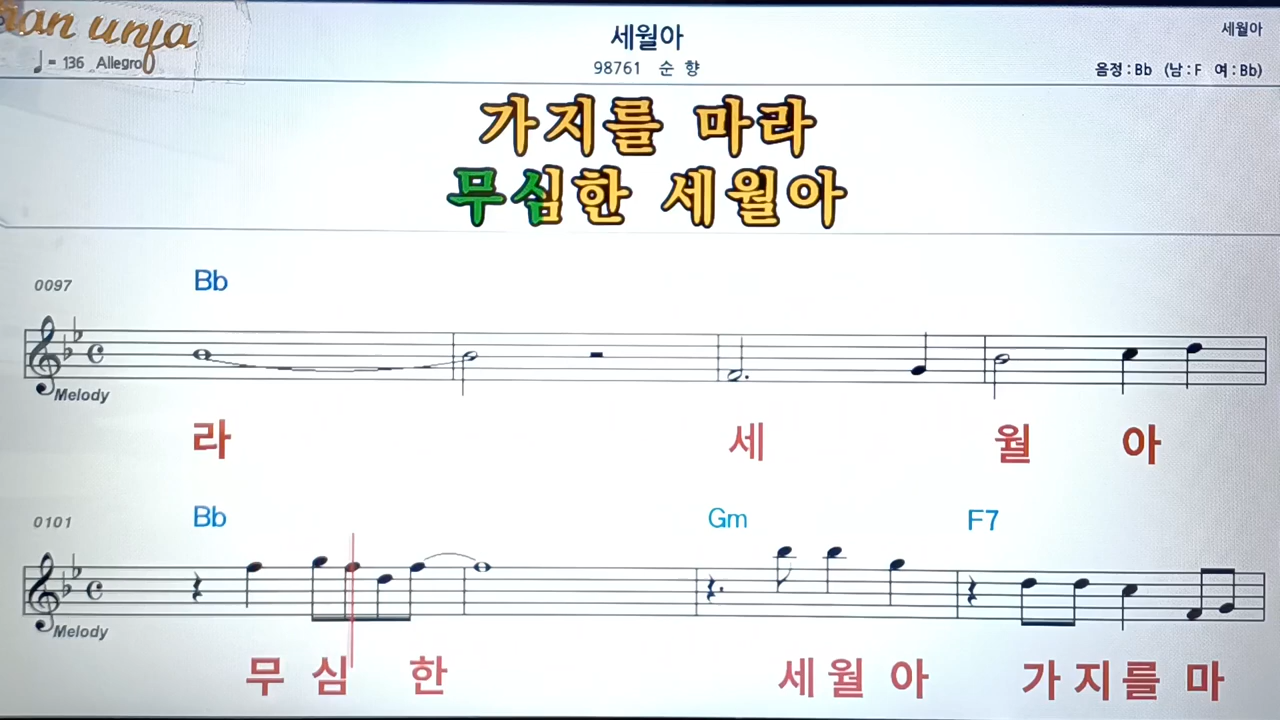 세월아
세월아
♩= 136 Allegro
98761 순 향
음정 : Bb (남 : F 여 : Bb)
가지를 마라
무심한 세월아
0097
Bb
Melody
라 세 월 아
0101
Bb Gm F7
Melody
무 심 한 세 월 아 가 지 를 마